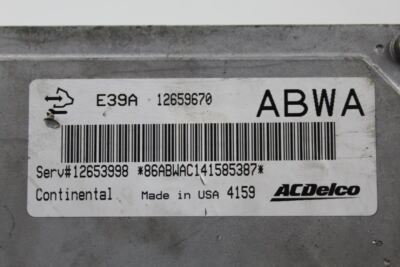 E39A 12659670 ABWA
Serv#12653998 *86ABWAC141585387*
Continental Made in USA 4159 ACDelco